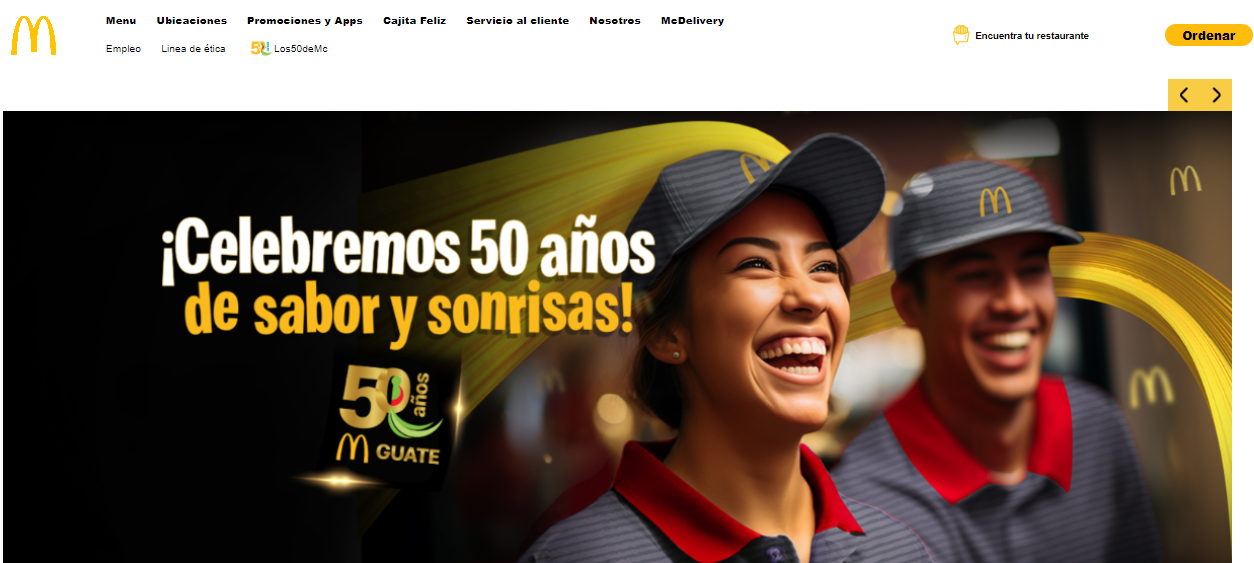 Menu Ubicaciones Promociones y Apps Cajita Feliz Servicio al cliente Nosotros McDelivery
Empleo Linea de ética 50 Los50deMc
Encuentra tu restaurante
Ordenar
¡Celebremos 50 años
de sabor y sonrisas!
50 años
GUATE